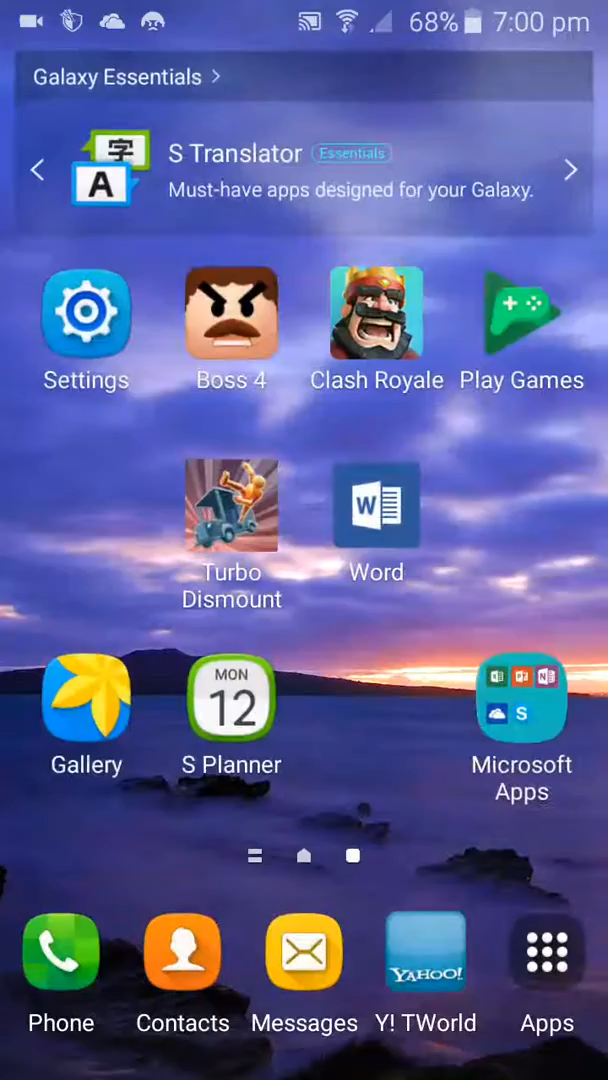 68% 7:00 pm
Galaxy Essentials >
字
A
S Translator Essentials
Must-have apps designed for your Galaxy.
Settings Boss 4 Clash Royale Play Games
W
Turbo
Dismount
Word
MON
12
S
Gallery S Planner Microsoft
Apps
YAHOO!
Phone Contacts Messages Y! TWorld Apps